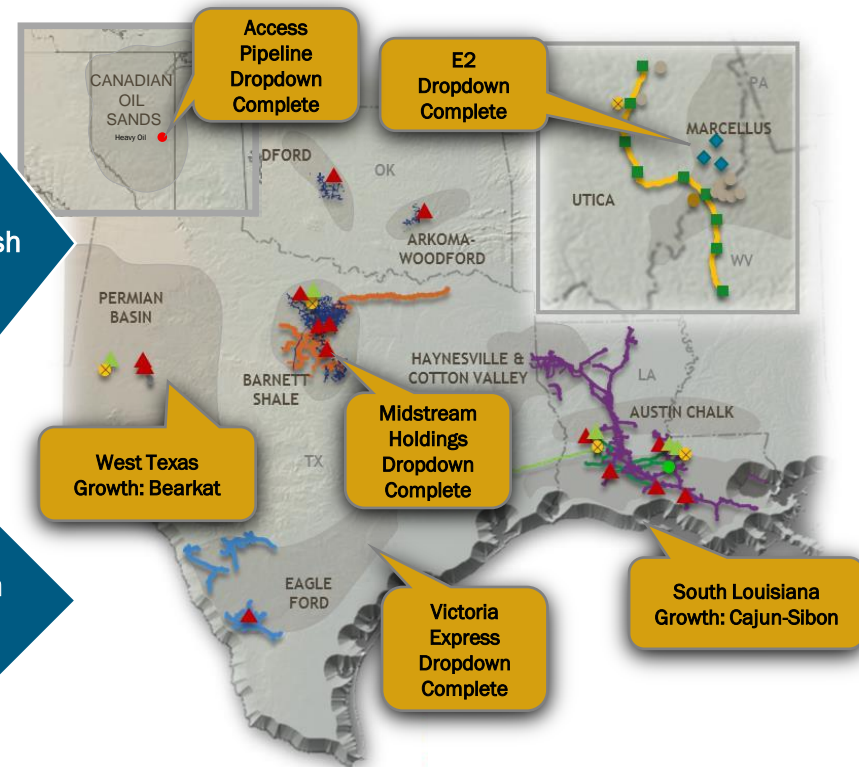 Access
Pipeline
Dropdown
Complete
E2
Dropdown
Complete
CANADIAN
OIL
SANDS
Heavy Oil
PA
MARCELLUS
UTICA
WV
DFORD
OK
ARKOMA-
WOODFORD
sh
PERMIAN
BASIN
BARNETT
SHALE
HAYNESVILLE &
COTTON VALLEY
LA
AUSTIN CHALK
Midstream
Holdings
Dropdown
Complete
West Texas
Growth: Bearkat
TX
EAGLE
FORD
Victoria
Express
Dropdown
Complete
South Louisiana
Growth: Cajun-Sibon